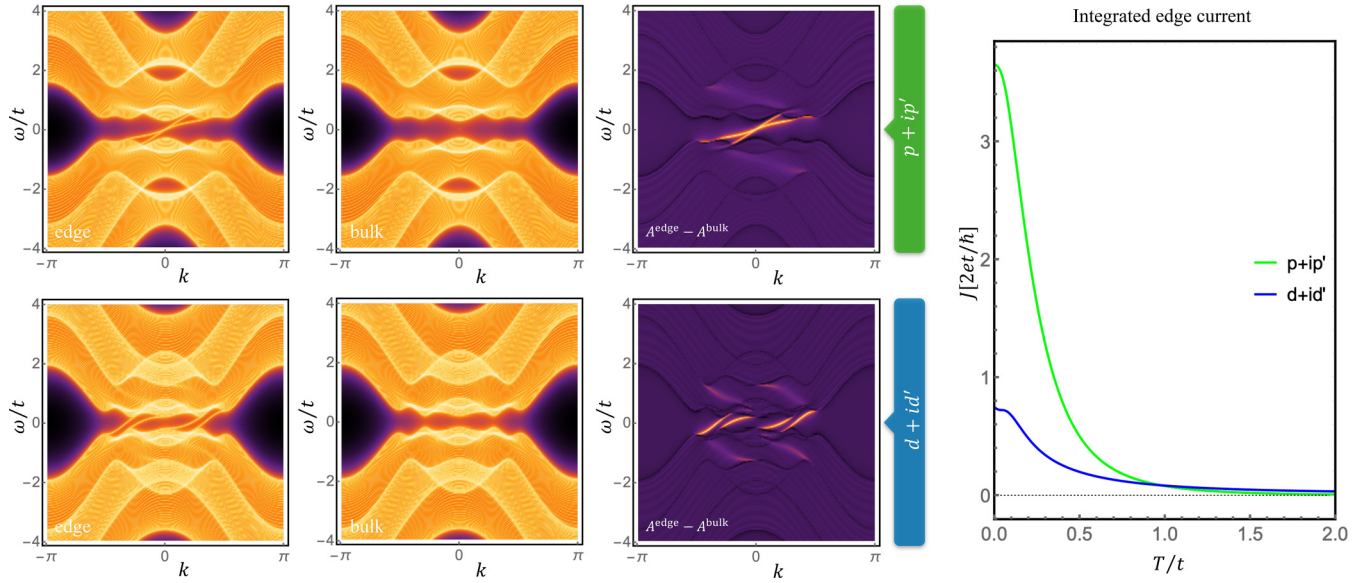 4
2
0
−2
−4
ω/t
edge
−π
0
π
k
4
2
0
−2
−4
ω/t
bulk
−π
0
π
k
4
2
0
−2
−4
ω/t
A^edge − A^bulk
−π
0
π
k
p + ip′
4
2
0
−2
−4
ω/t
edge
−π
0
π
k
4
2
0
−2
−4
ω/t
bulk
−π
0
π
k
4
2
0
−2
−4
ω/t
A^edge − A^bulk
−π
0
π
k
d + id′
Integrated edge current
3
2
1
0
J[2et/ħ]
p+ip'
d+id'
0.0
0.5
1.0
1.5
2.0
T/t